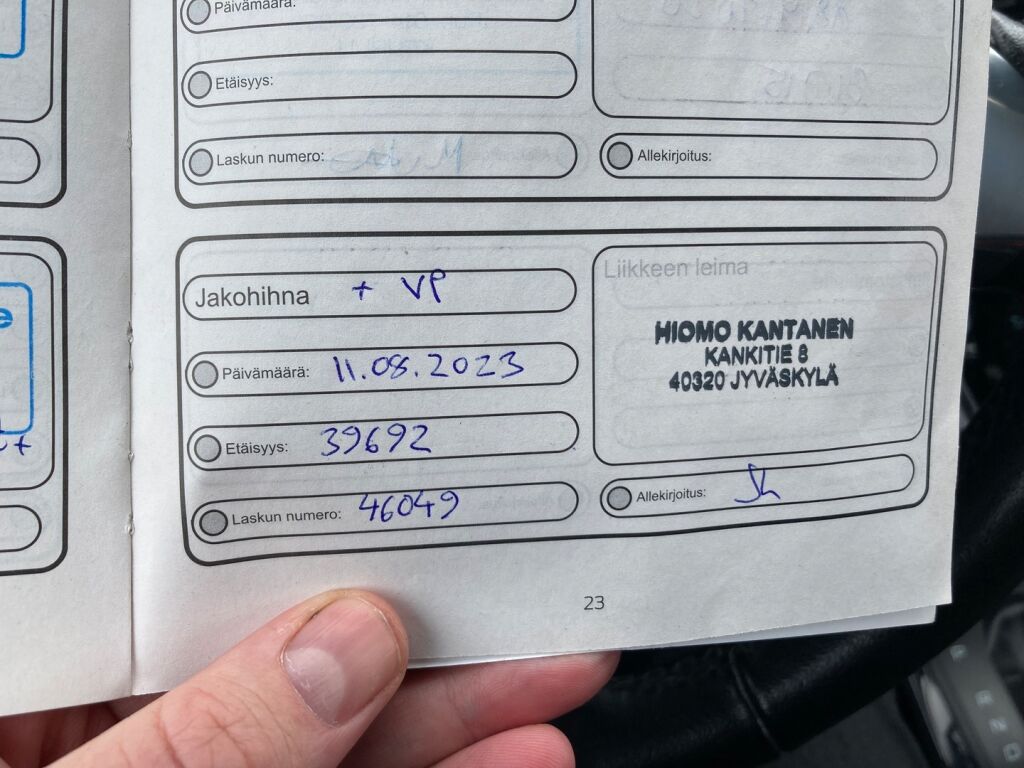 Päivämäärä:
Etäisyys:
Laskun numero:
Allekirjoitus:
Jakohihna + VP
Päivämäärä: 11.08.2023
Etäisyys: 39692
Laskun numero: 46049
Liikkeen leima
HIOMO KANTANEN
KANKITIE 8
40320 JYVÄSKYLÄ
Allekirjoitus:
23